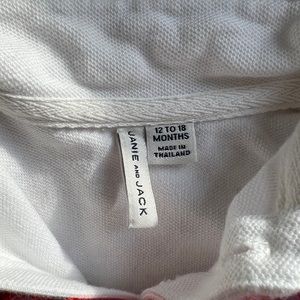 JANIE AND JACK
12 TO 18
MONTHS
MADE IN
THAILAND